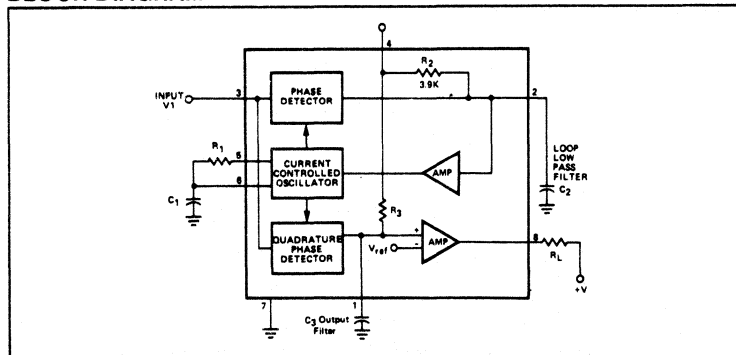 4
R2
3.9K
INPUT
V1
3
PHASE
DETECTOR
2
R1
5
6
CURRENT
CONTROLLED
OSCILLATOR
AMP
LOOP
LOW
PASS
FILTER
C2
C1
R3
QUADRATURE
PHASE
DETECTOR
+
Vref
-
AMP
8
RL
+V
7
1
C3 Output
Filter